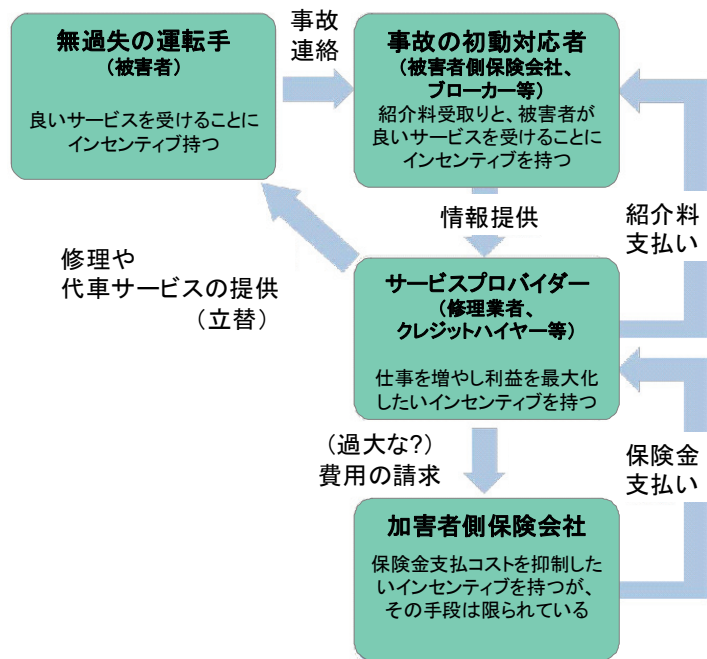 無過失の運転手
(被害者)
良いサービスを受けることに
インセンティブ持つ
事故
連絡
事故の初動対応者
(被害者側保険会社、
ブローカー等)
紹介料受取りと、被害者が
良いサービスを受けることに
インセンティブを持つ
情報提供
紹介料
支払い
修理や
代車サービスの提供
(立替)
サービスプロバイダー
(修理業者、
クレジットハイヤー等)
仕事を増やし利益を最大化
したいインセンティブを持つ
(過大な?)
費用の請求
保険金
支払い
加害者側保険会社
保険金支払コストを抑制した
いインセンティブを持つが、
その手段は限られている